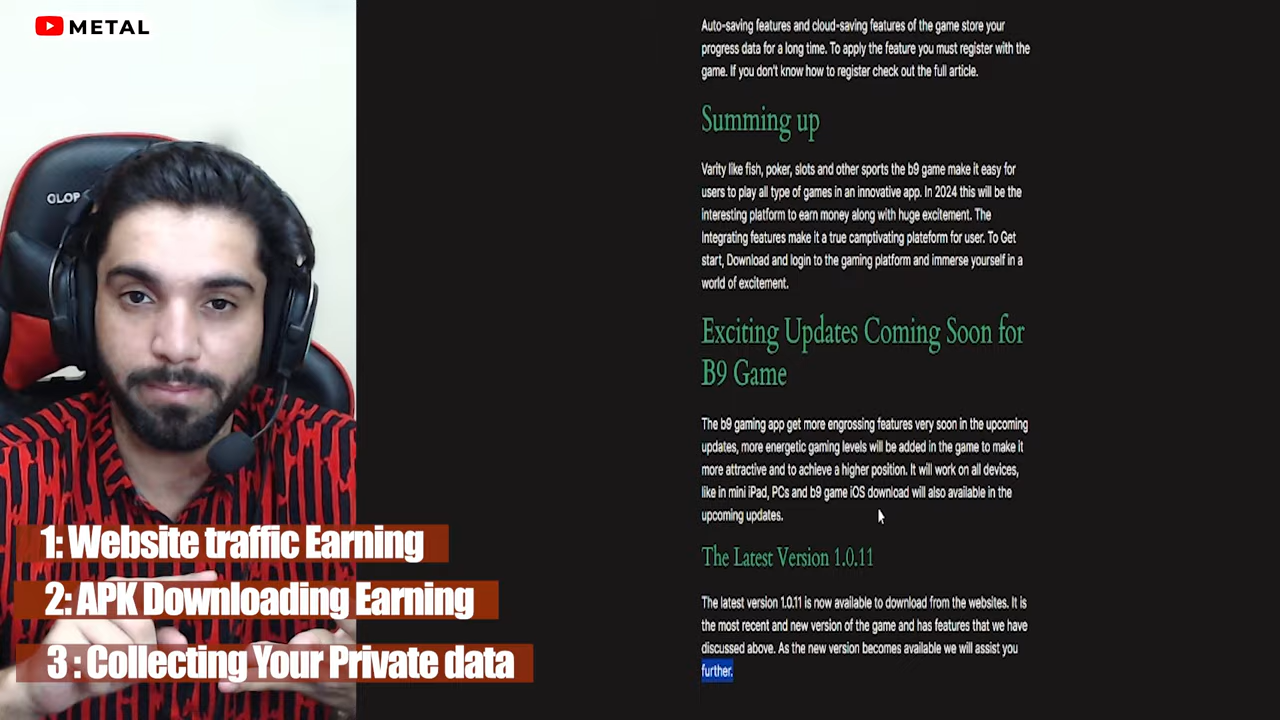 METAL
GLOR
Auto-saving features and cloud-saving features of the game store your
progress data for a long time. To apply the feature you must register with the
game. If you don't know how to register check out the full article.
Summing up
Varity like fish, poker, slots and other sports the b9 game make it easy for
users to play all type of games in an innovative app. In 2024 this will be the
interesting platform to earn money along with huge excitement. The
Integrating features make it a true camptivating plateform for user. To Get
start, Download and login to the gaming platform and immerse yourself in a
world of excitement.
Exciting Updates Coming Soon for
B9 Game
The b9 gaming app get more engrossing features very soon in the upcoming
updates, more energetic gaming levels will be added in the game to make it
more attractive and to achieve a higher position. It will work on all devices,
like in mini iPad, PCs and b9 game iOS download will also available in the
upcoming updates.
The Latest Version 1.0.11
The latest version 1.0.11 is now available to download from the websites. It is
the most recent and new version of the game and has features that we have
discussed above. As the new version becomes available we will assist you
further.
1: Website traffic Earning
2: APK Downloading Earning
3 : Collecting Your Private data